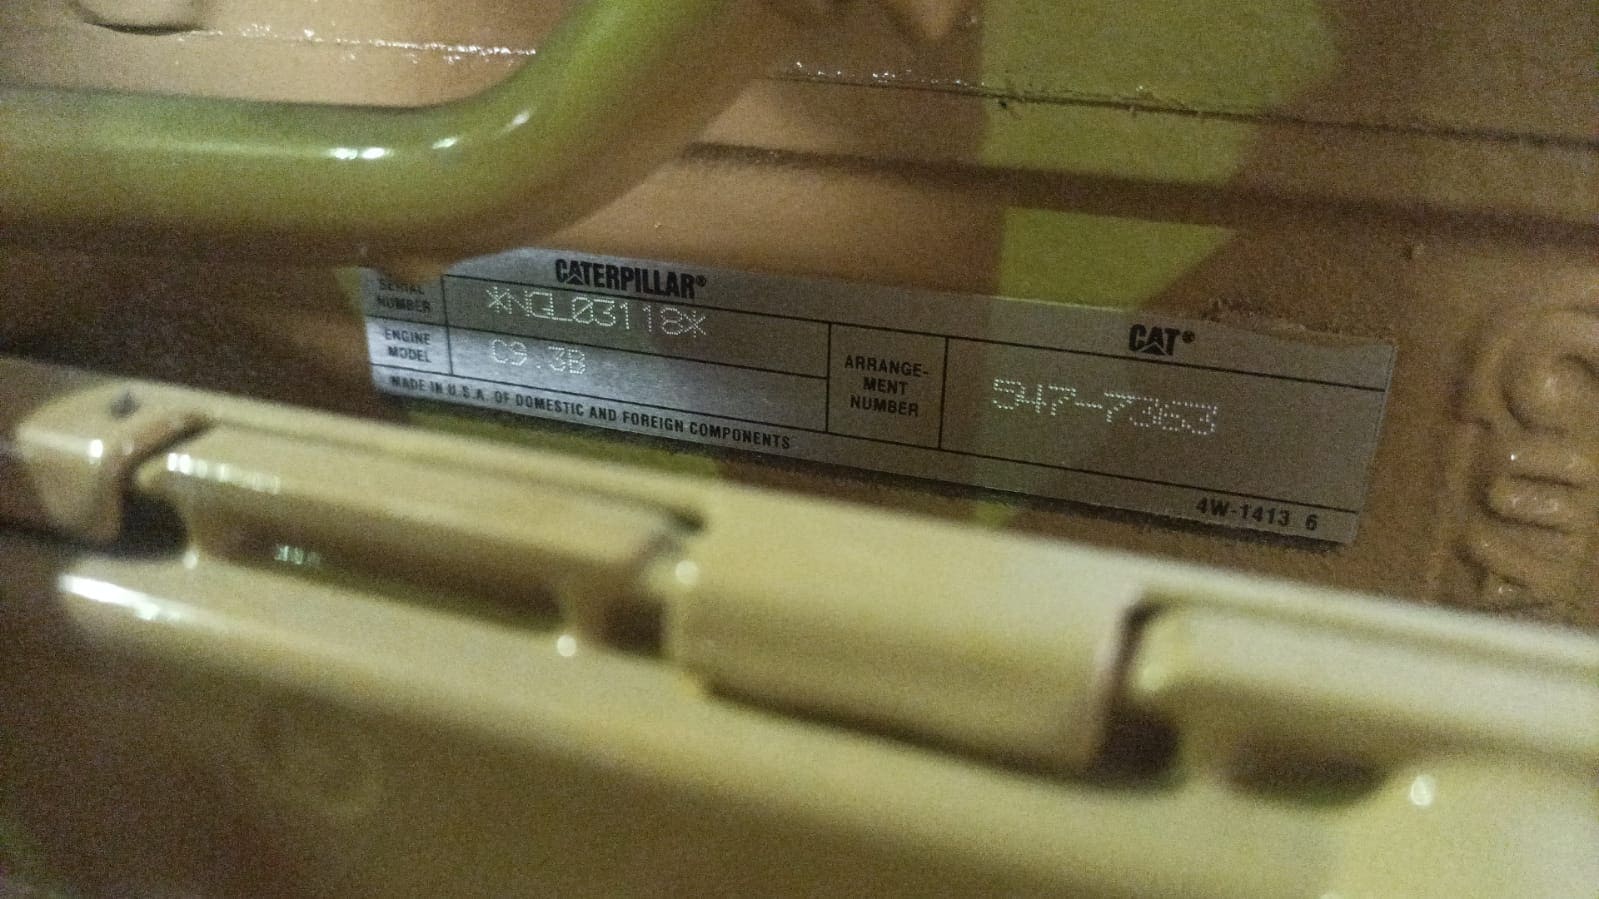 CATERPILLAR®
SERIAL NUMBER
*NGL03118*
ENGINE MODEL
C9.3B
MADE IN U.S.A. OF DOMESTIC AND FOREIGN COMPONENTS
CAT®
ARRANGE-
MENT
NUMBER
547-7363
4W-1413 6